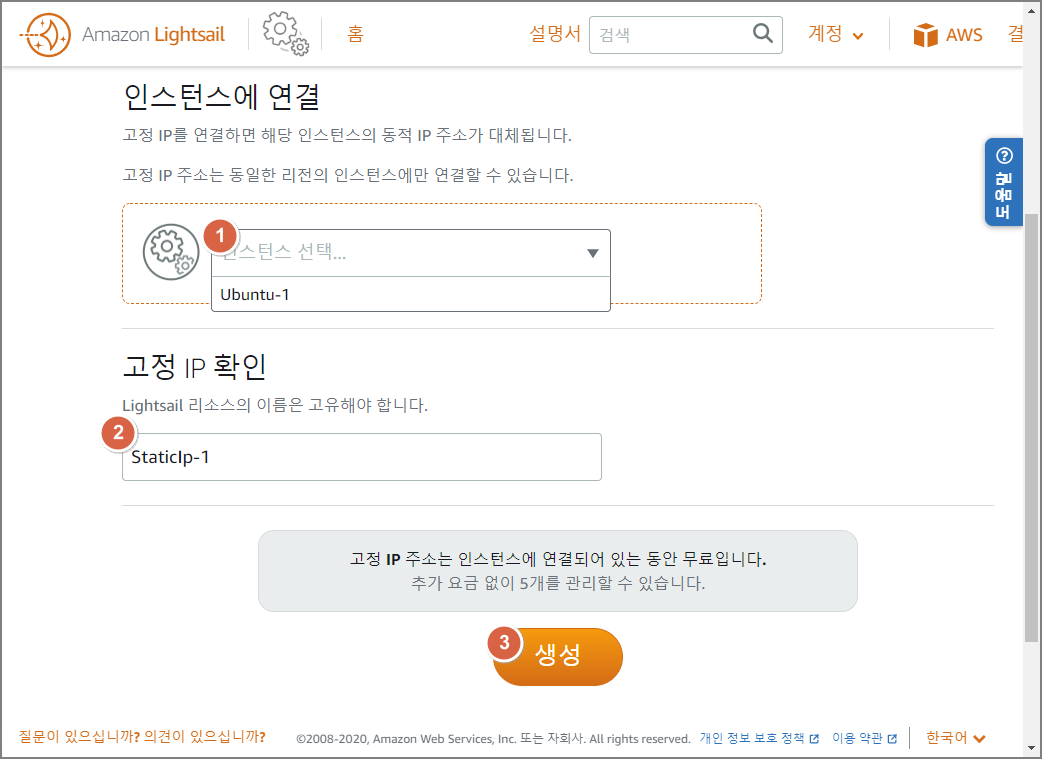 Amazon Lightsail
홈
설명서
검색
계정
AWS
결
인스턴스에 연결
고정 IP를 연결하면 해당 인스턴스의 동적 IP 주소가 대체됩니다.
고정 IP 주소는 동일한 리전의 인스턴스에만 연결할 수 있습니다.
도움말
1
인스턴스 선택...
Ubuntu-1
고정 IP 확인
Lightsail 리소스의 이름은 고유해야 합니다.
2
StaticIp-1
고정 IP 주소는 인스턴스에 연결되어 있는 동안 무료입니다.
추가 요금 없이 5개를 관리할 수 있습니다.
3
생성
질문이 있으십니까? 의견이 있으십니까?
©2008-2020, Amazon Web Services, Inc. 또는 자회사. All rights reserved.
개인 정보 보호 정책
이용 약관
한국어